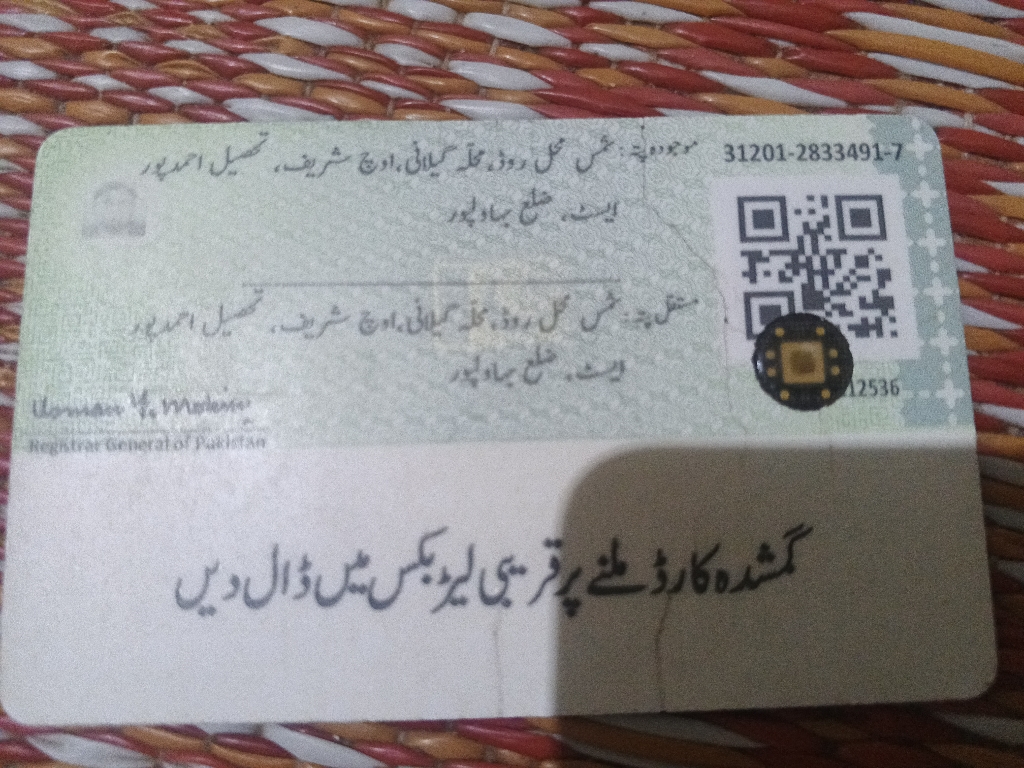 31201-2833491-7
موجودہ پتہ: شمس محل روڈ، محلہ گیلانی، اوچ شریف، تحصیل احمدپور
ایسٹ، ضلع بہاولپور
مستقل پتہ: شمس محل روڈ، محلہ گیلانی، اوچ شریف، تحصیل احمدپور
ایسٹ، ضلع بہاولپور
12536
Registrar General of Pakistan
گمشدہ کارڈ ملنے پر قریبی لیٹر بکس میں ڈال دیں